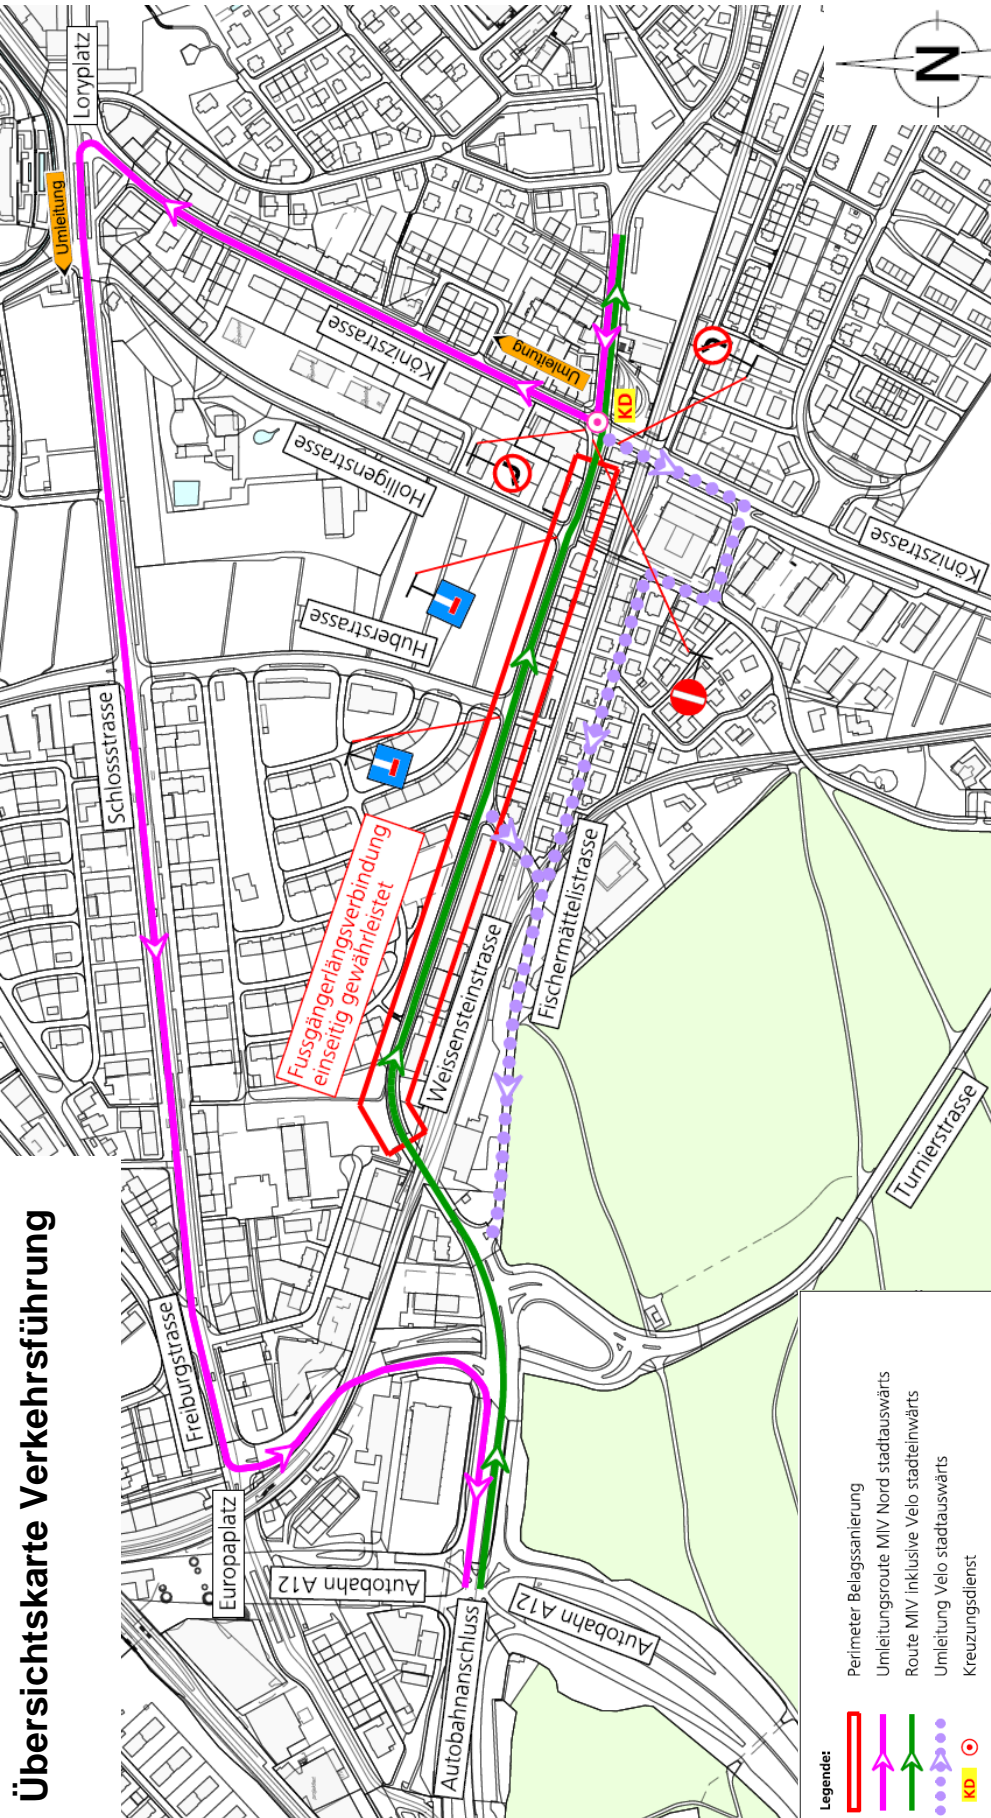 Übersichtskarte Verkehrsführung
Loryplatz
Umleitung
Könizstrasse
Umleitung
KD
Holligenstrasse
Huberstrasse
Schlossstrasse
Könizstrasse
Fussgängerlängsverbindung
einseitig gewährleistet
Weissensteinstrasse
Fischermättelistrasse
Turnierstrasse
Freiburgstrasse
Europaplatz
Autobahn A12
Autobahnanschluss
Autobahn A12
N
Legende:
Perimeter Belagssanierung
Umleitungsroute MIV Nord stadtauswärts
Route MIV inklusive Velo stadteinwärts
Umleitung Velo stadtauswärts
KD Kreuzungsdienst